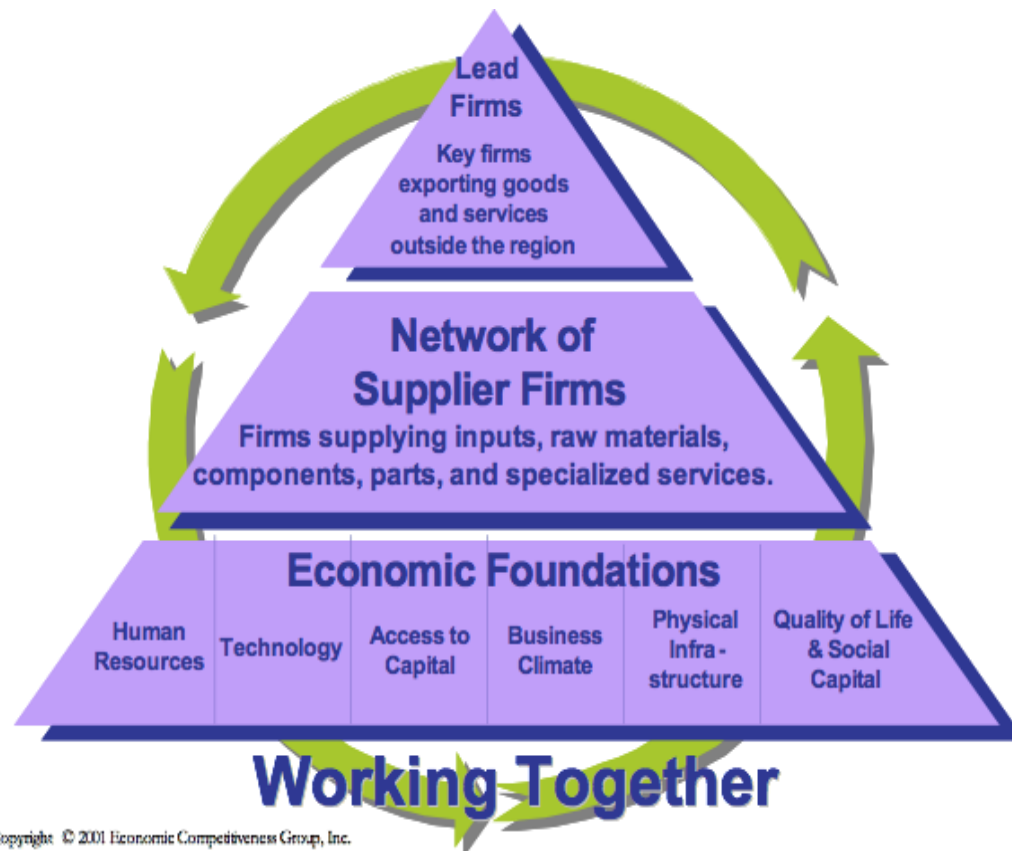 Lead
Firms
Key firms
exporting goods
and services
outside the region
Network of
Supplier Firms
Firms supplying inputs, raw materials,
components, parts, and specialized services.
Economic Foundations
Human
Resources
Technology
Access to
Capital
Business
Climate
Physical
Infra -
structure
Quality of Life
& Social
Capital
Working Together
opyright © 2001 Economic Competitiveness Group, Inc.